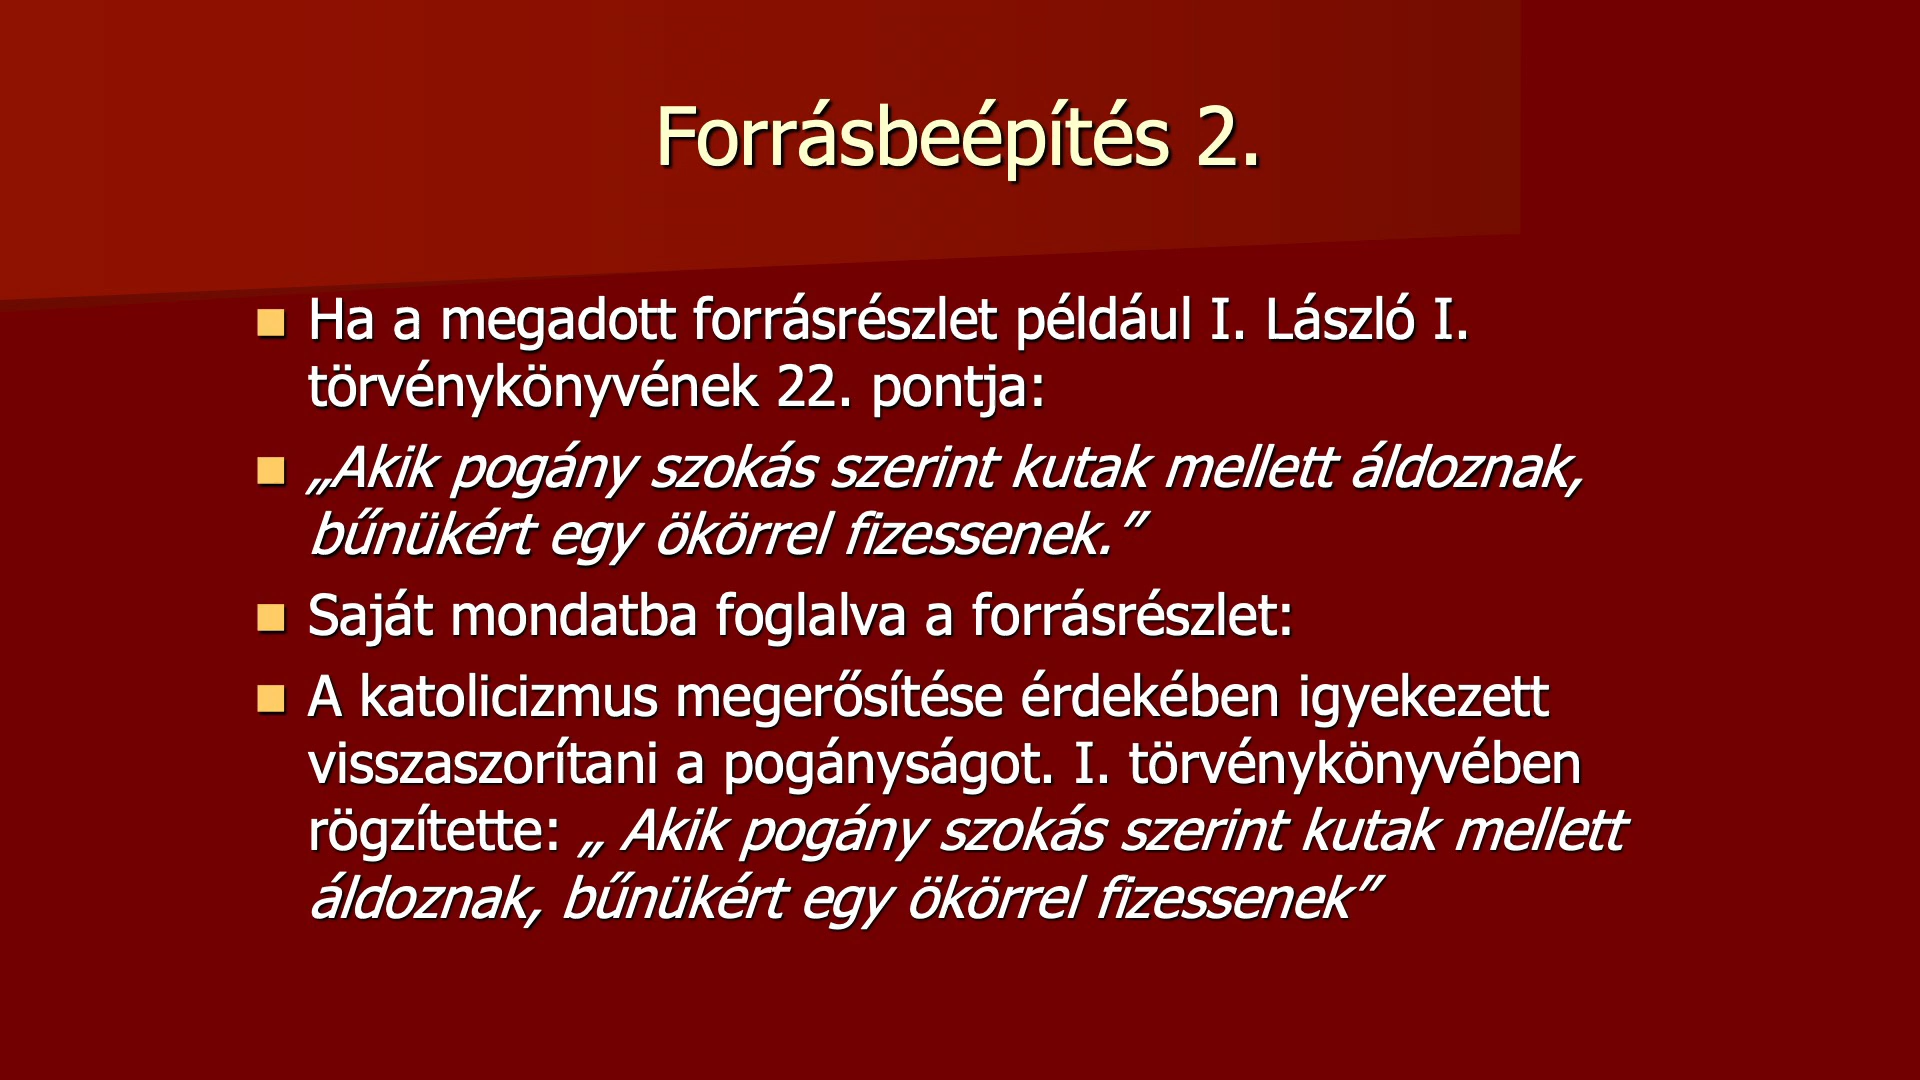 Forrásbeépítés 2.
Ha a megadott forrásrészlet például I. László I.
törvénykönyvének 22. pontja:
„Akik pogány szokás szerint kutak mellett áldoznak,
bűnükért egy ökörrel fizessenek.”
Saját mondatba foglalva a forrásrészlet:
A katolicizmus megerősítése érdekében igyekezett
visszaszorítani a pogányságot. I. törvénykönyvében
rögzítette: „ Akik pogány szokás szerint kutak mellett
áldoznak, bűnükért egy ökörrel fizessenek”